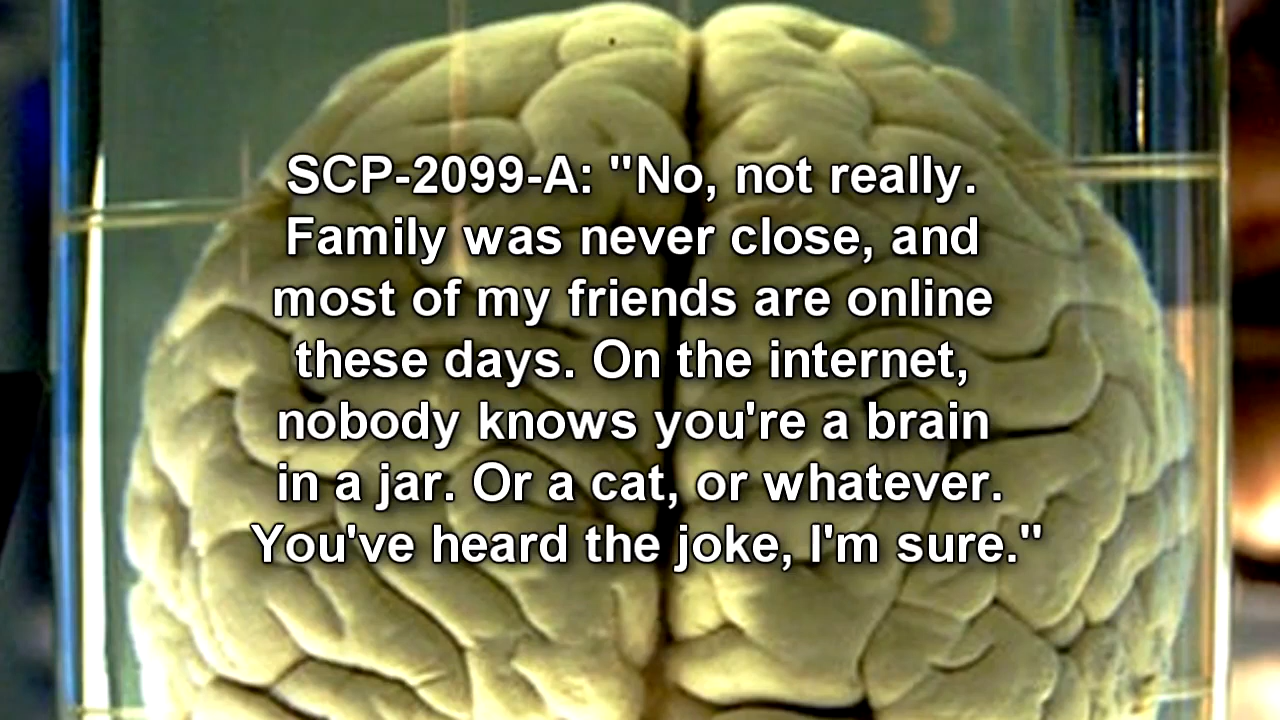 SCP-2099-A: "No, not really.
Family was never close, and
most of my friends are online
these days. On the internet,
nobody knows you're a brain
in a jar. Or a cat, or whatever.
You've heard the joke, I'm sure."